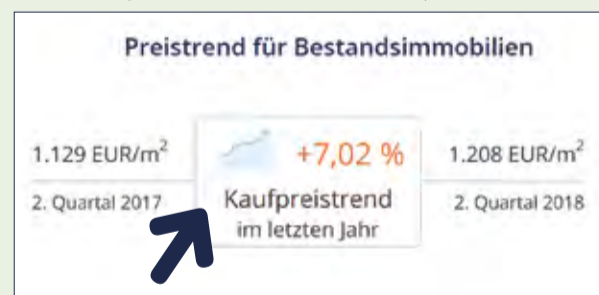 Preistrend für Bestandsimmobilien
1.129 EUR/m²
2. Quartal 2017
+7,02 %
Kaufpreistrend
im letzten Jahr
1.208 EUR/m²
2. Quartal 2018